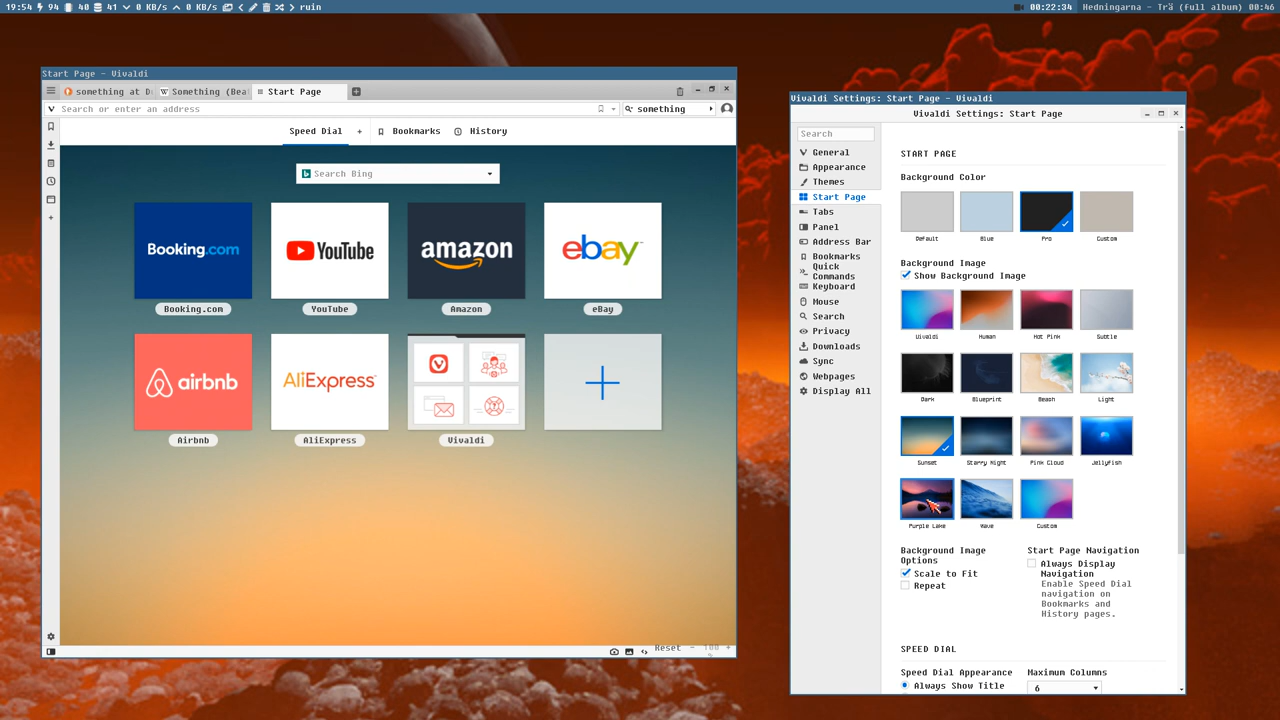 19:54 94 40 41 0 KB/s 0 KB/s ruin
00:22:34 Hedningarna - Trä (full album) 00:46
Start Page - Vivaldi
something at D
Something (Bea
Start Page
Search or enter an address
something
Speed Dial + Bookmarks History
Search Bing
Booking.com
YouTube
amazon
ebay
Booking.com
YouTube
Amazon
eBay
airbnb
AliExpress
Airbnb
AliExpress
Vivaldi
Reset - 100 +
%
Vivaldi Settings: Start Page - Vivaldi
Vivaldi Settings: Start Page
Search
General
Appearance
Themes
Start Page
Tabs
Panel
Address Bar
Bookmarks
Quick
Commands
Keyboard
Mouse
Search
Privacy
Downloads
Sync
Webpages
Display All
START PAGE
Background Color
Default Blue Pro Custom
Background Image
Show Background Image
Vivaldi Human Hot Pink Subtle
Dark Blueprint Beach Light
Sunset Starry Night Pink Cloud Jellyfish
Purple Lake Wave Custom
Background Image
Options
Scale to Fit
Repeat
Start Page Navigation
Always Display
Navigation
Enable Speed Dial
navigation on
Bookmarks and
History pages.
SPEED DIAL
Speed Dial Appearance
Always Show Title
Maximum Columns
6